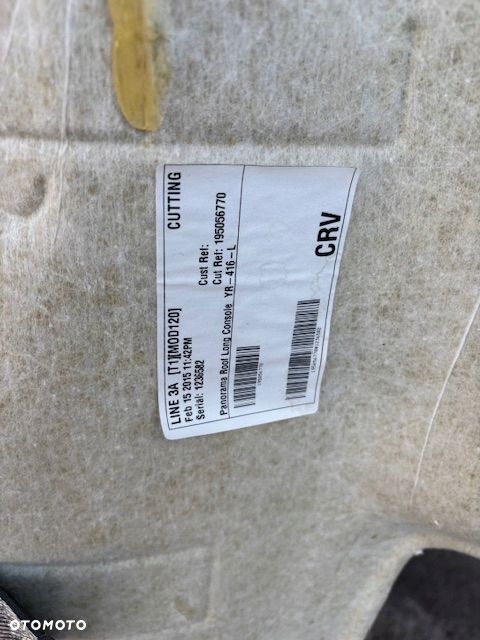 LINE 3A [T1][MOD120] CUTTING
Feb 15 2015 11:42PM
Serial: 1236582 Cust Ref:
Cut Ref: 195056770
Panorama Roof Long Console YR-416-L
CRV
OTOMOTO